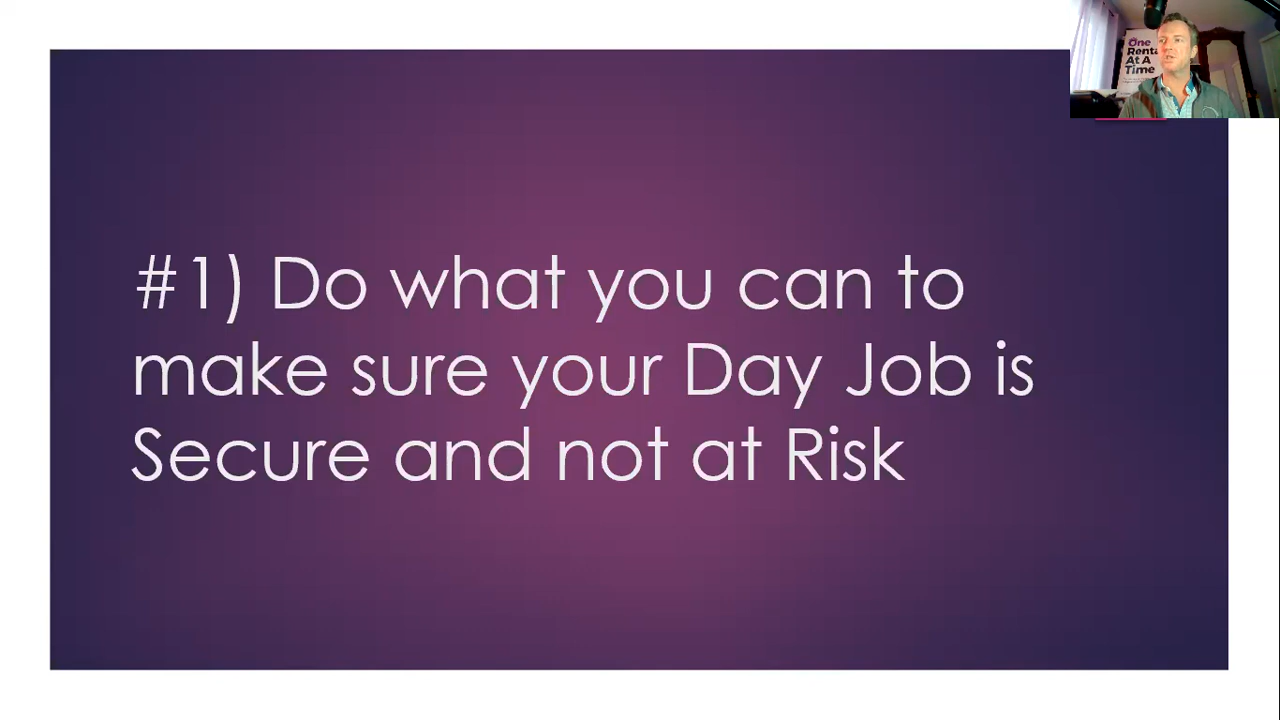 One
Renta
At A
Time
#1) Do what you can to
make sure your Day Job is
Secure and not at Risk